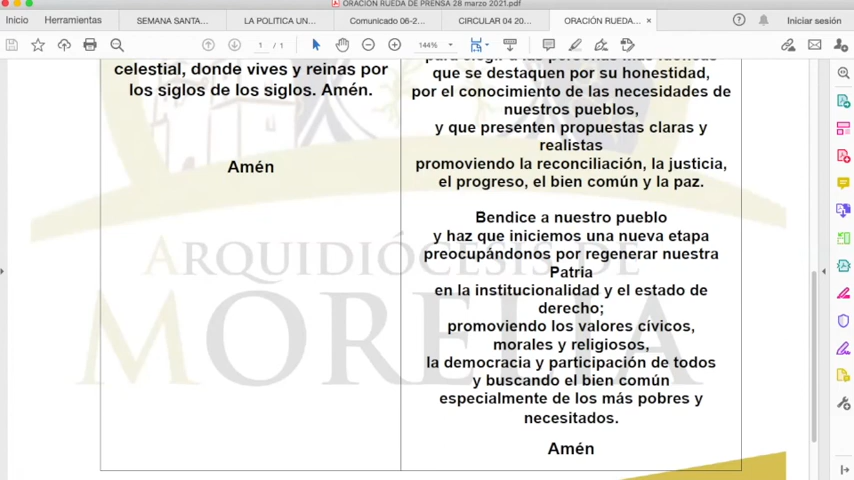 ORACIÓN RUEDA DE PRENSA 28 marzo 2021.pdf
Inicio
Herramientas
SEMANA SANTA...
LA POLITICA UN...
Comunicado 06-2...
CIRCULAR 04 20...
ORACIÓN RUEDA... ×
Iniciar sesión
1 / 1
144%
celestial, donde vives y reinas por
los siglos de los siglos. Amén.
Amén
para elegir a las personas más idóneas
que se destaquen por su honestidad,
por el conocimiento de las necesidades de
nuestros pueblos,
y que presenten propuestas claras y
realistas
promoviendo la reconciliación, la justicia,
el progreso, el bien común y la paz.
Bendice a nuestro pueblo
y haz que iniciemos una nueva etapa
preocupándonos por regenerar nuestra
Patria
en la institucionalidad y el estado de
derecho;
promoviendo los valores cívicos,
morales y religiosos,
la democracia y participación de todos
y buscando el bien común
especialmente de los más pobres y
necesitados.
Amén
ARQUIDIÓCESIS DE
MORELIA